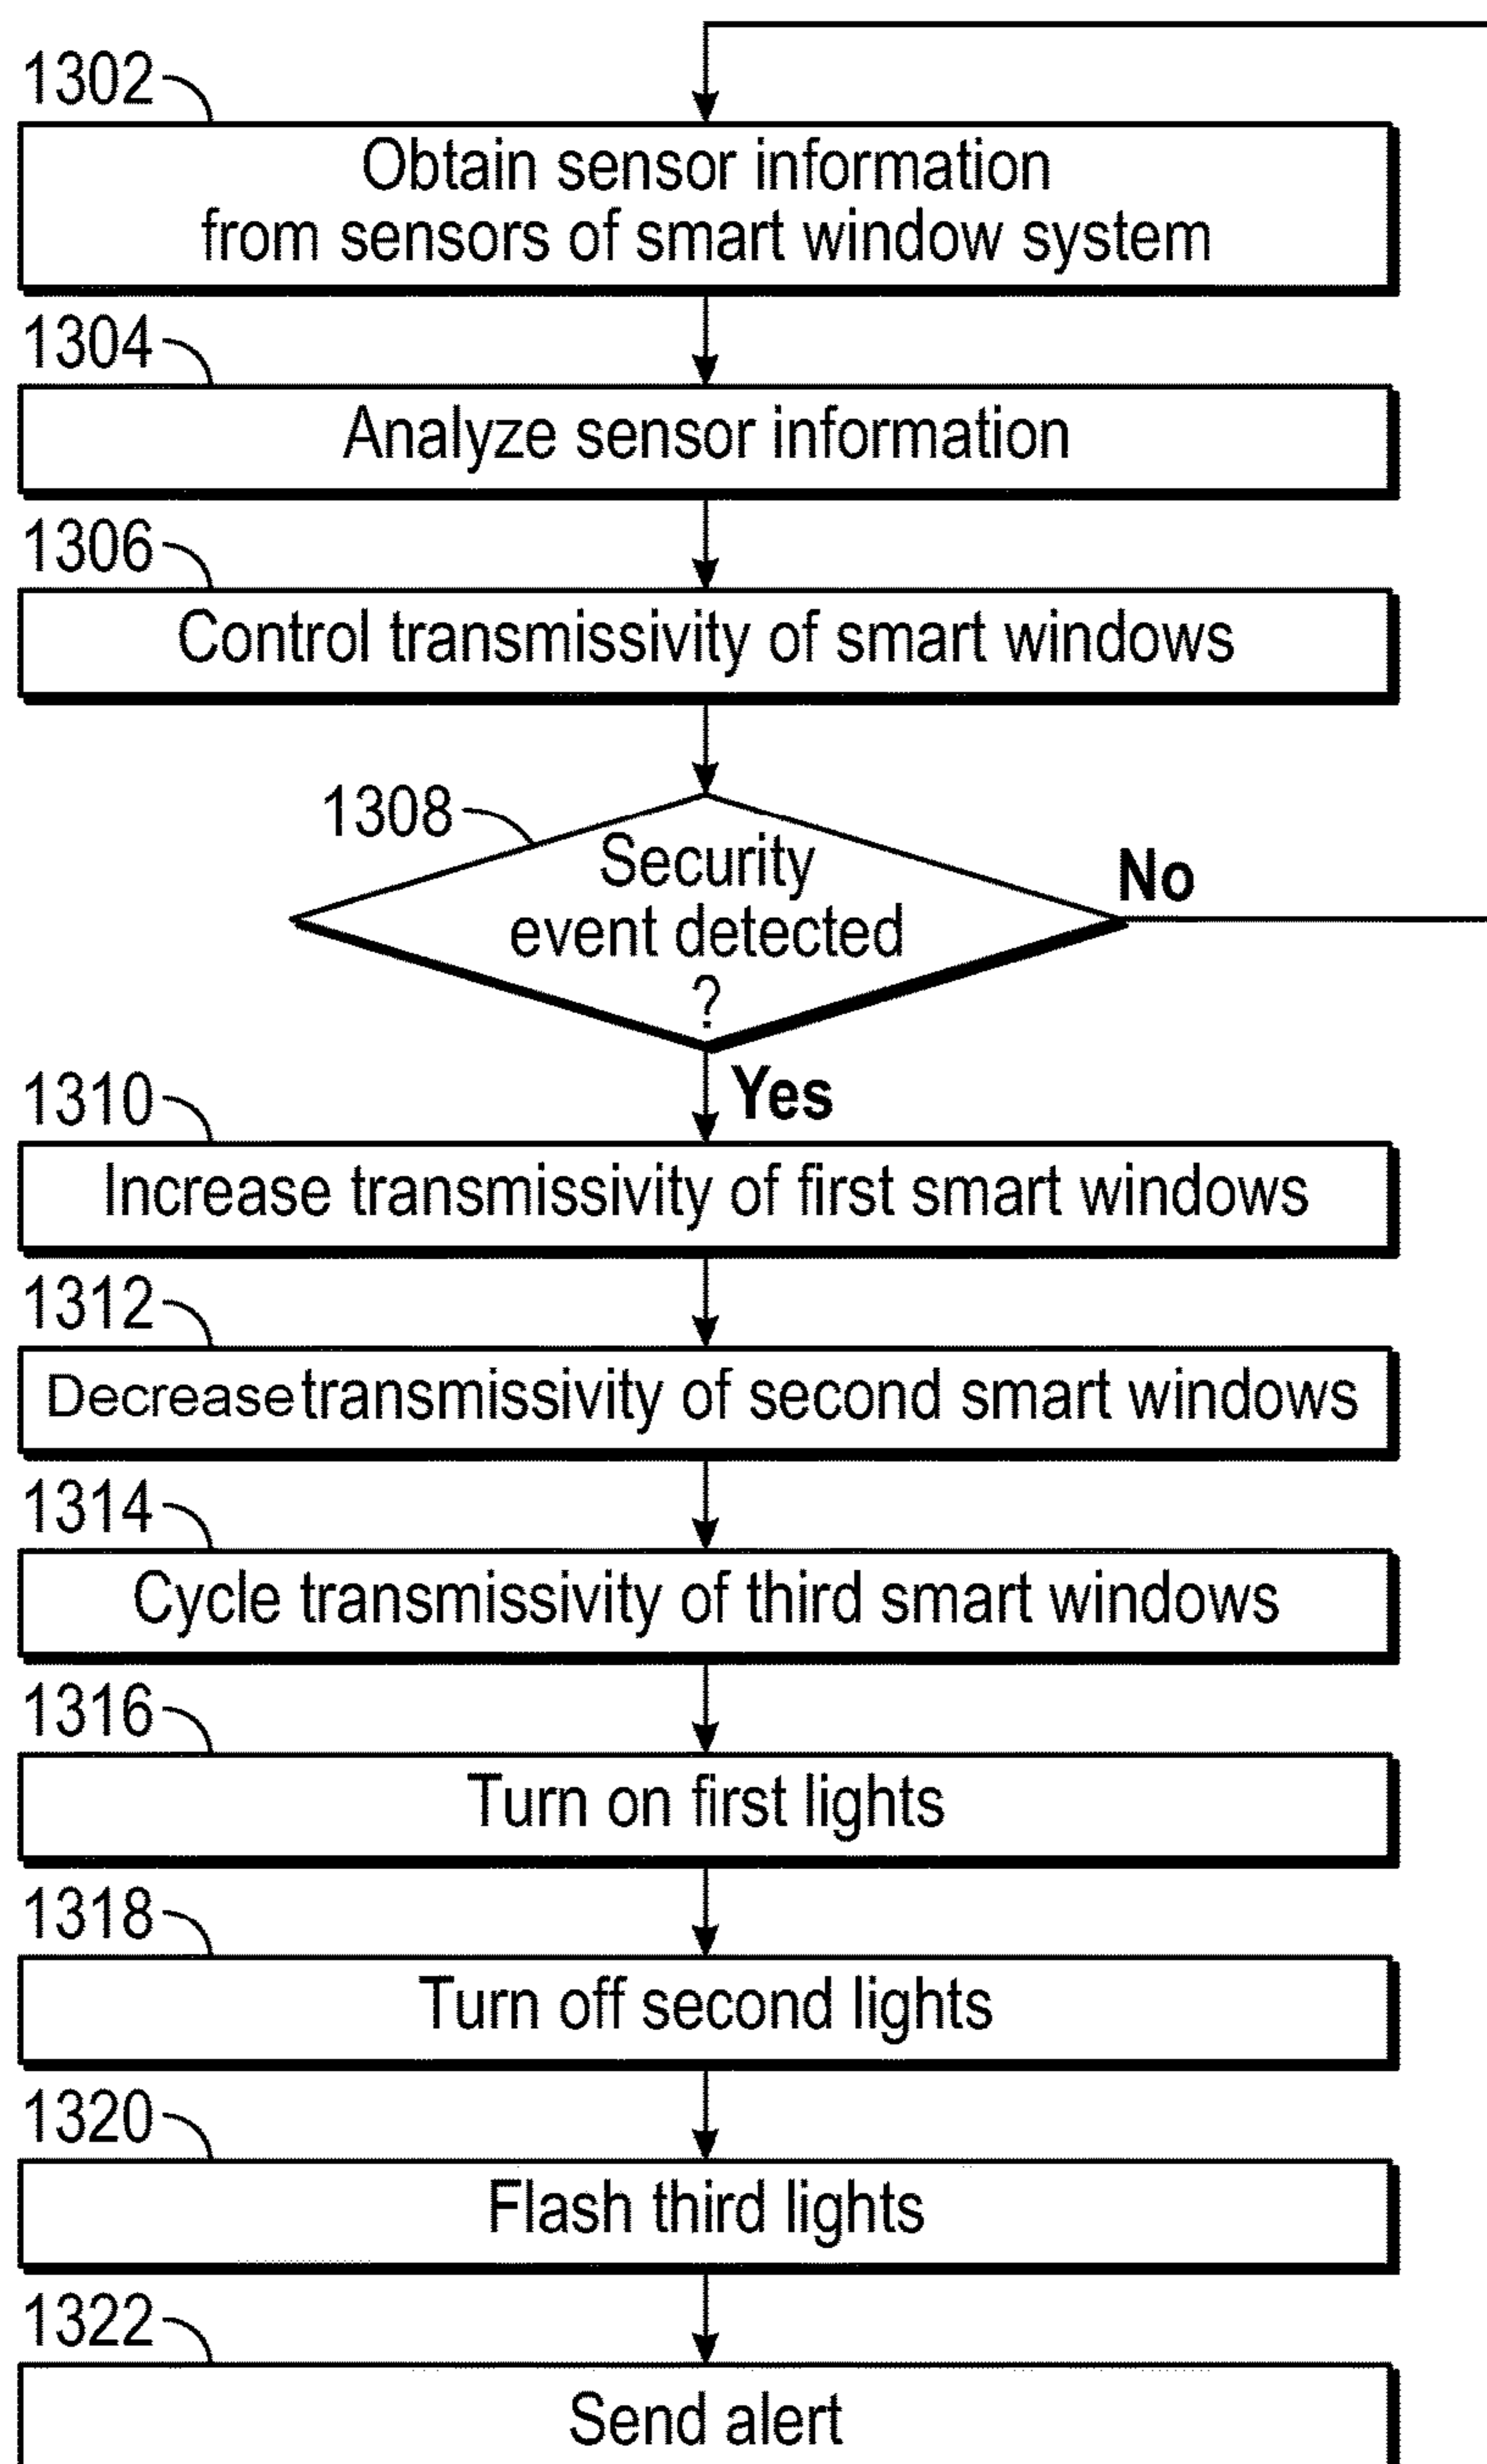 1302
Obtain sensor information
from sensors of smart window system
1304
Analyze sensor information
1306
Control transmissivity of smart windows
1308
Security
event detected
?
No
Yes
1310
Increase transmissivity of first smart windows
1312
Decrease transmissivity of second smart windows
1314
Cycle transmissivity of third smart windows
1316
Turn on first lights
1318
Turn off second lights
1320
Flash third lights
1322
Send alert